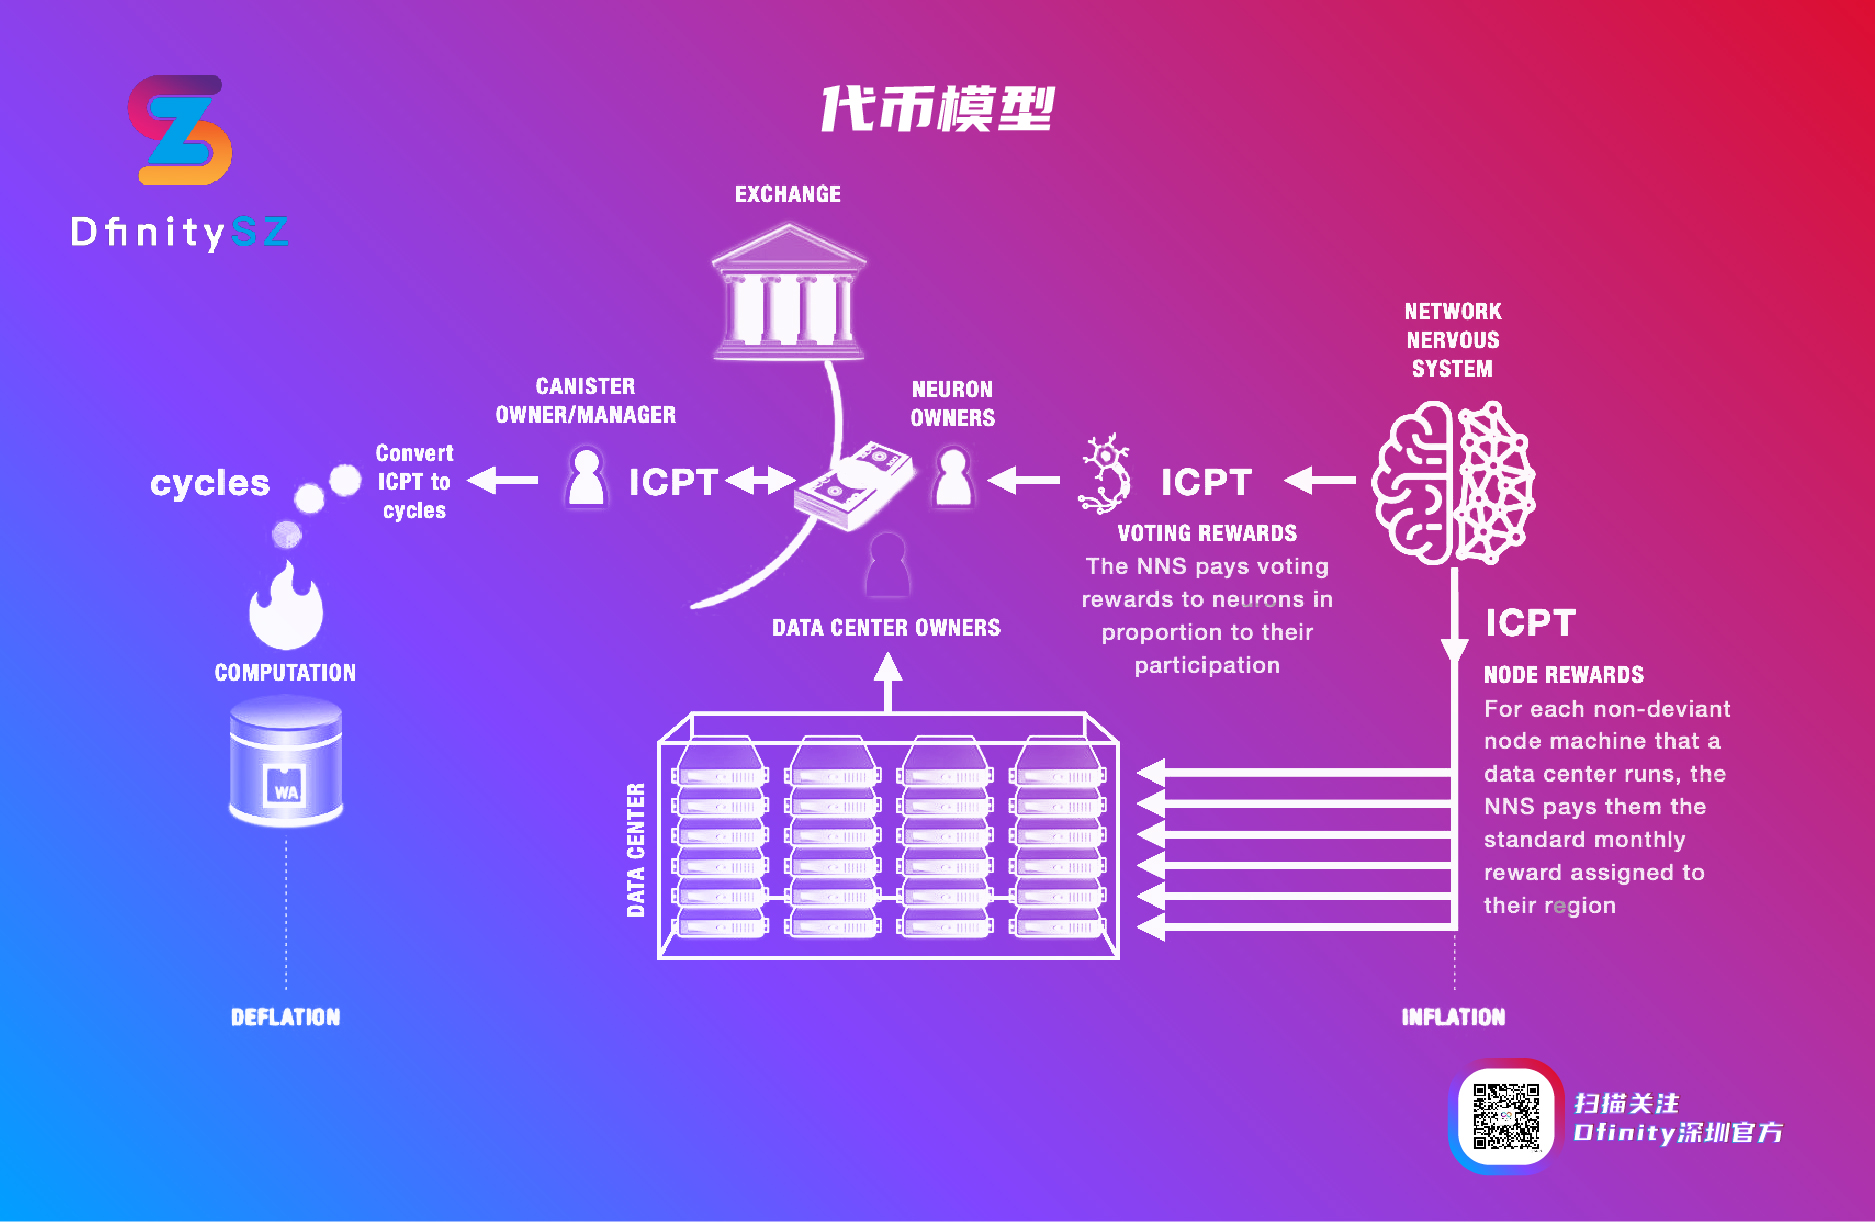 代币模型
DfinitySZ
EXCHANGE
NETWORK
NERVOUS
SYSTEM
CANISTER
OWNER/MANAGER
NEURON
OWNERS
cycles
Convert
ICPT to
cycles
ICPT
ICPT
VOTING REWARDS
The NNS pays voting
rewards to neurons in
proportion to their
participation
DATA CENTER OWNERS
ICPT
NODE REWARDS
For each non-deviant
node machine that a
data center runs, the
NNS pays them the
standard monthly
reward assigned to
their region
COMPUTATION
WA
DATA CENTER
DEFLATION
INFLATION
扫描关注
Dfinity深圳官方